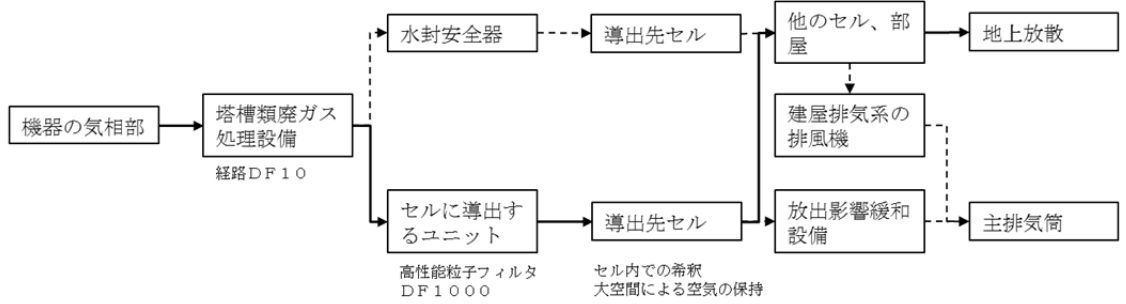 水封安全器
導出先セル
他のセル、部
屋
地上放散
機器の気相部
塔槽類廃ガス
処理設備
経路DF10
建屋排気系の
排風機
セルに導出す
るユニット
導出先セル
放出影響緩和
設備
主排気筒
高性能粒子フィルタ
DF1000
セル内での希釈
大空間による空気の保持